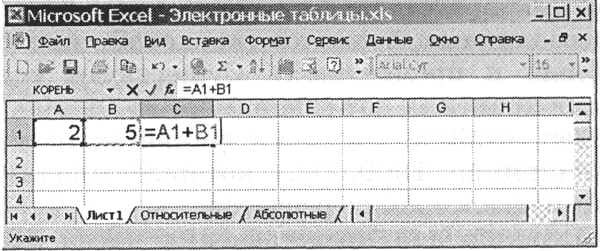 Microsoft Excel - Электронные таблицы.xls
Файл Правка Вид Вставка Формат Сервис Данные Окно Справка
Arial Cyr 16
КОРЕНЬ =A1+B1
A B C D E F G H I
1 2 5 =A1+B1
2
3
4
Лист1 Относительные Абсолютные
Укажите